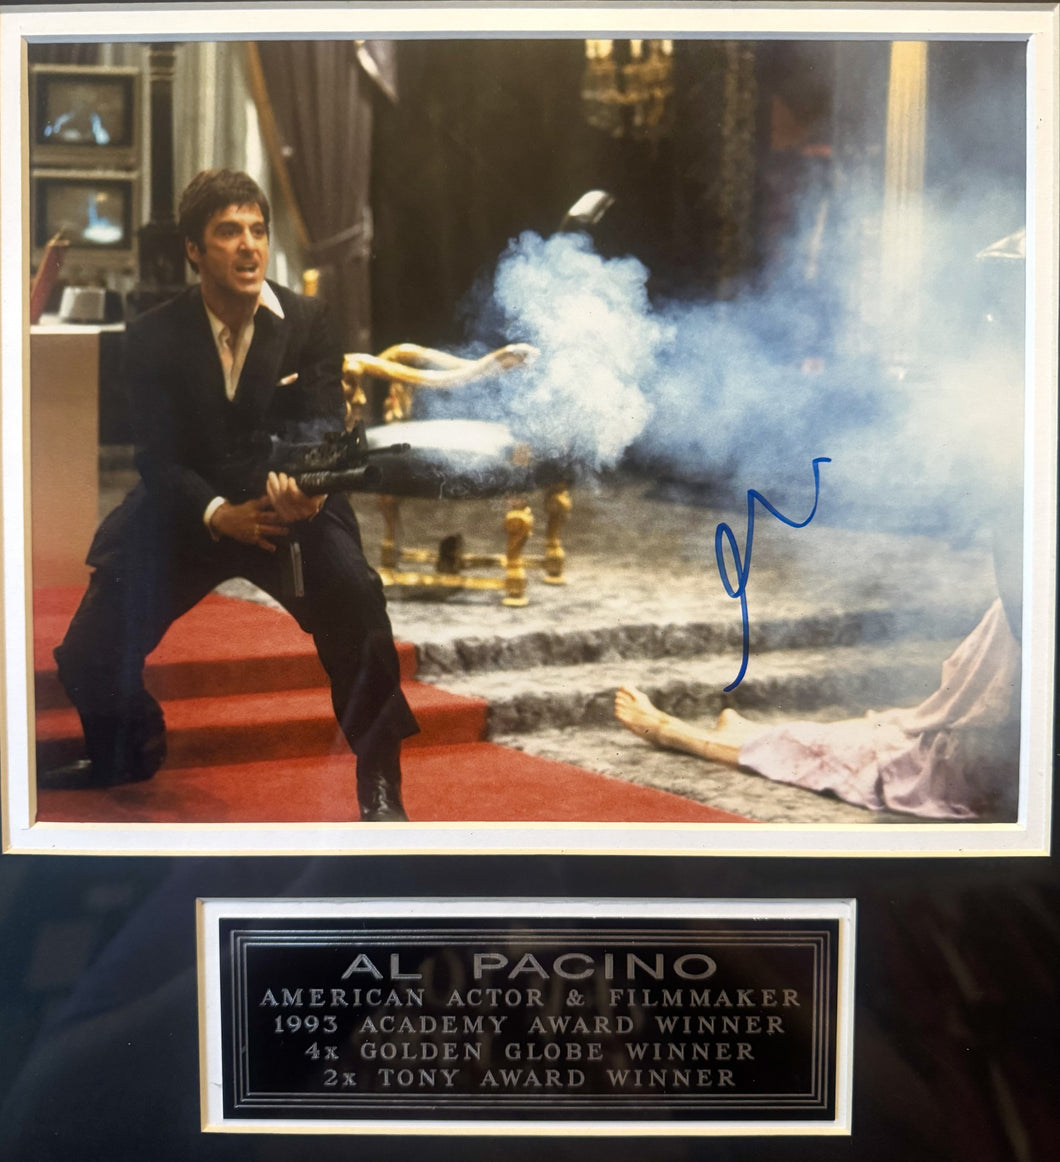 AL PACINO
AMERICAN ACTOR & FILMMAKER
1993 ACADEMY AWARD WINNER
4x GOLDEN GLOBE WINNER
2x TONY AWARD WINNER